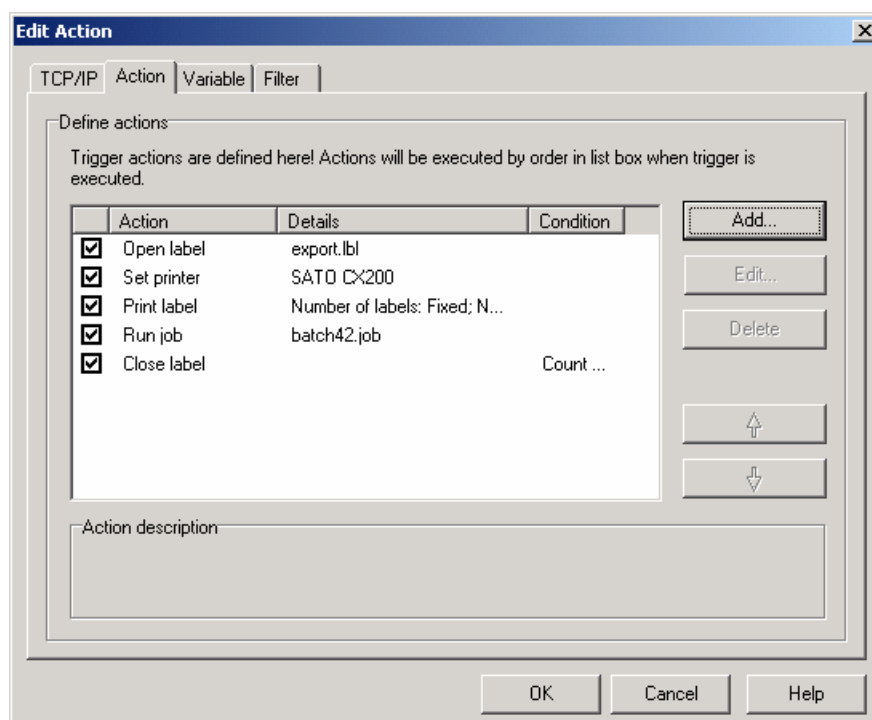 Edit Action
TCP/IP Action Variable Filter
Define actions
Trigger actions are defined here! Actions will be executed by order in list box when trigger is
executed.
Action Details Condition
Open label export.lbl
Set printer SATO CX200
Print label Number of labels: Fixed; N...
Run job batch42.job
Close label Count ...
Add...
Edit...
Delete
Action description
OK Cancel Help